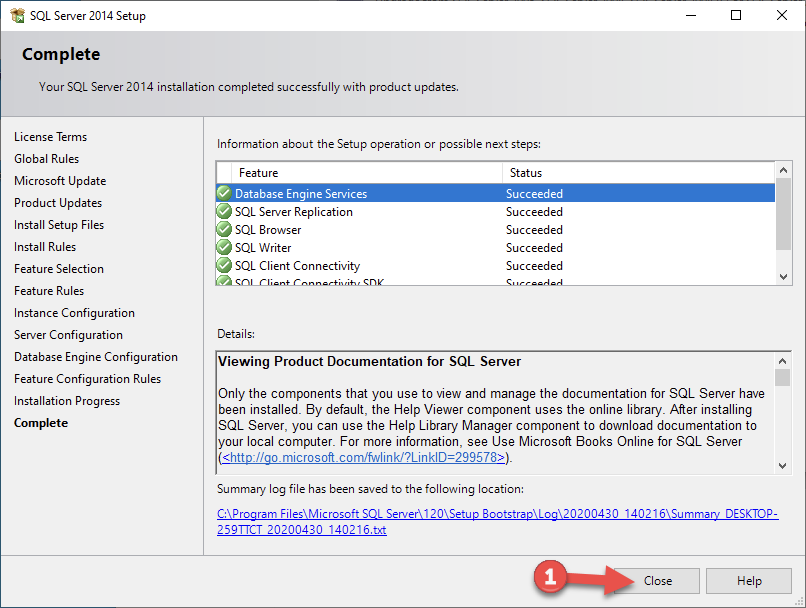 SQL Server 2014 Setup
Complete
Your SQL Server 2014 installation completed successfully with product updates.
License Terms
Global Rules
Microsoft Update
Product Updates
Install Setup Files
Install Rules
Feature Selection
Feature Rules
Instance Configuration
Server Configuration
Database Engine Configuration
Feature Configuration Rules
Installation Progress
Complete
Information about the Setup operation or possible next steps:
Feature Status
Database Engine Services Succeeded
SQL Server Replication Succeeded
SQL Browser Succeeded
SQL Writer Succeeded
SQL Client Connectivity Succeeded
SQL Client Connectivity SDK Succeeded
Details:
Viewing Product Documentation for SQL Server
Only the components that you use to view and manage the documentation for SQL Server have
been installed. By default, the Help Viewer component uses the online library. After installing
SQL Server, you can use the Help Library Manager component to download documentation to
your local computer. For more information, see Use Microsoft Books Online for SQL Server
(<http://go.microsoft.com/fwlink/?LinkID=299578>).
Summary log file has been saved to the following location:
C:\Program Files\Microsoft SQL Server\120\Setup Bootstrap\Log\20200430_140216\Summary_DESKTOP-
259TTCT_20200430_140216.txt
1
Close
Help